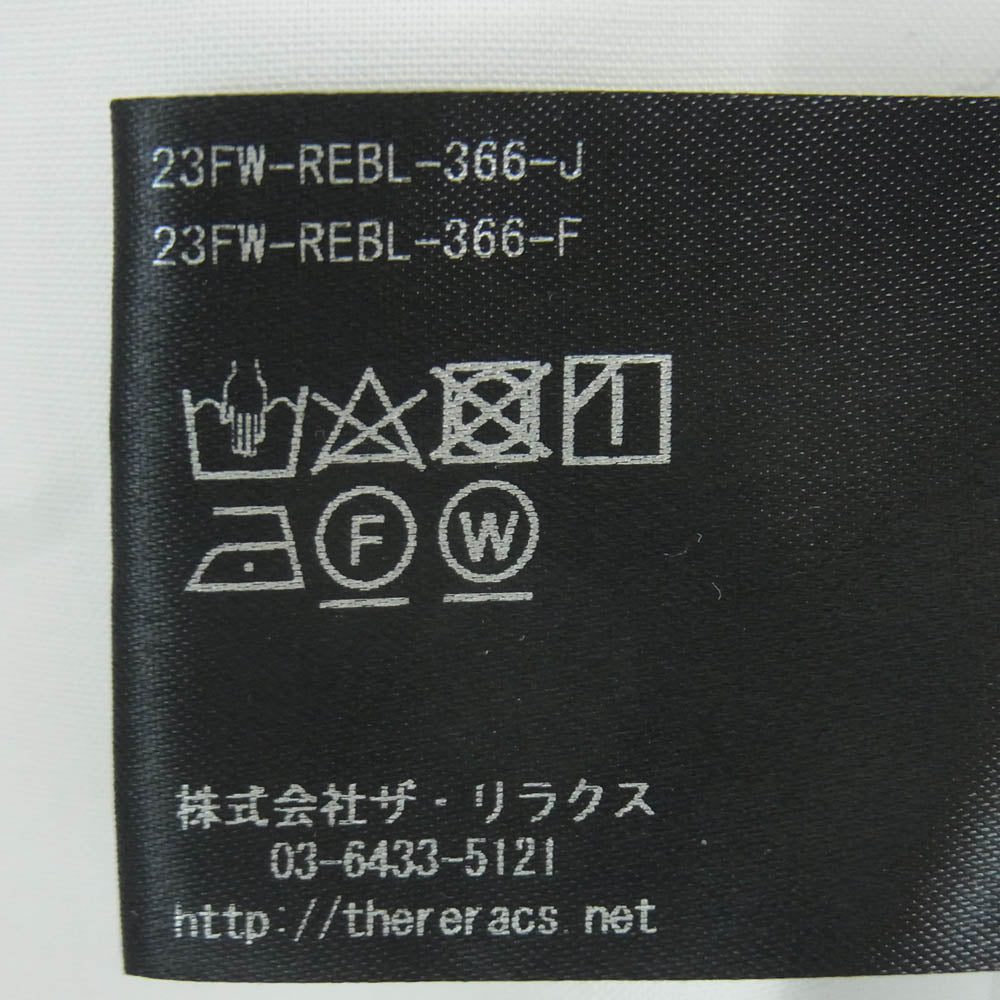 23FW-REBL-366-J
23FW-REBL-366-F
F W
株式会社ザ・リラクス
03-6433-5121
http://thereracs.net